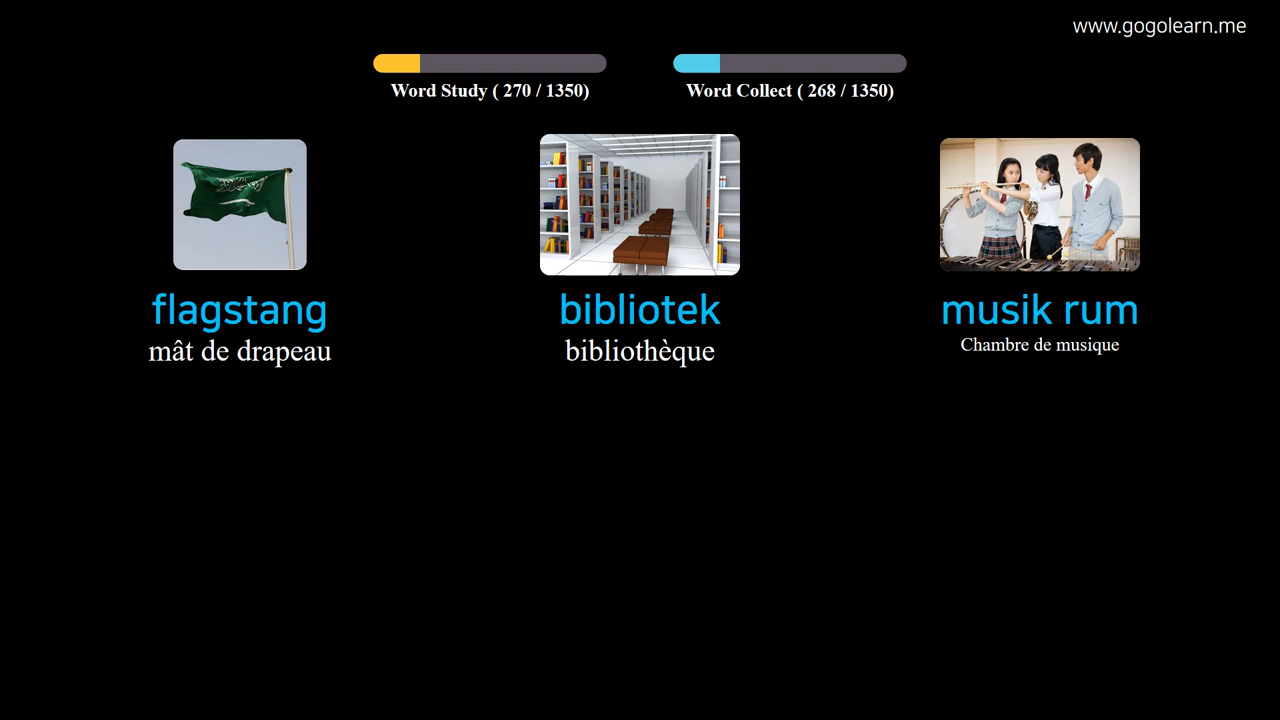 www.gogolearn.me
Word Study ( 270 / 1350)
Word Collect ( 268 / 1350)
flagstang
mât de drapeau
bibliotek
bibliothèque
musik rum
Chambre de musique